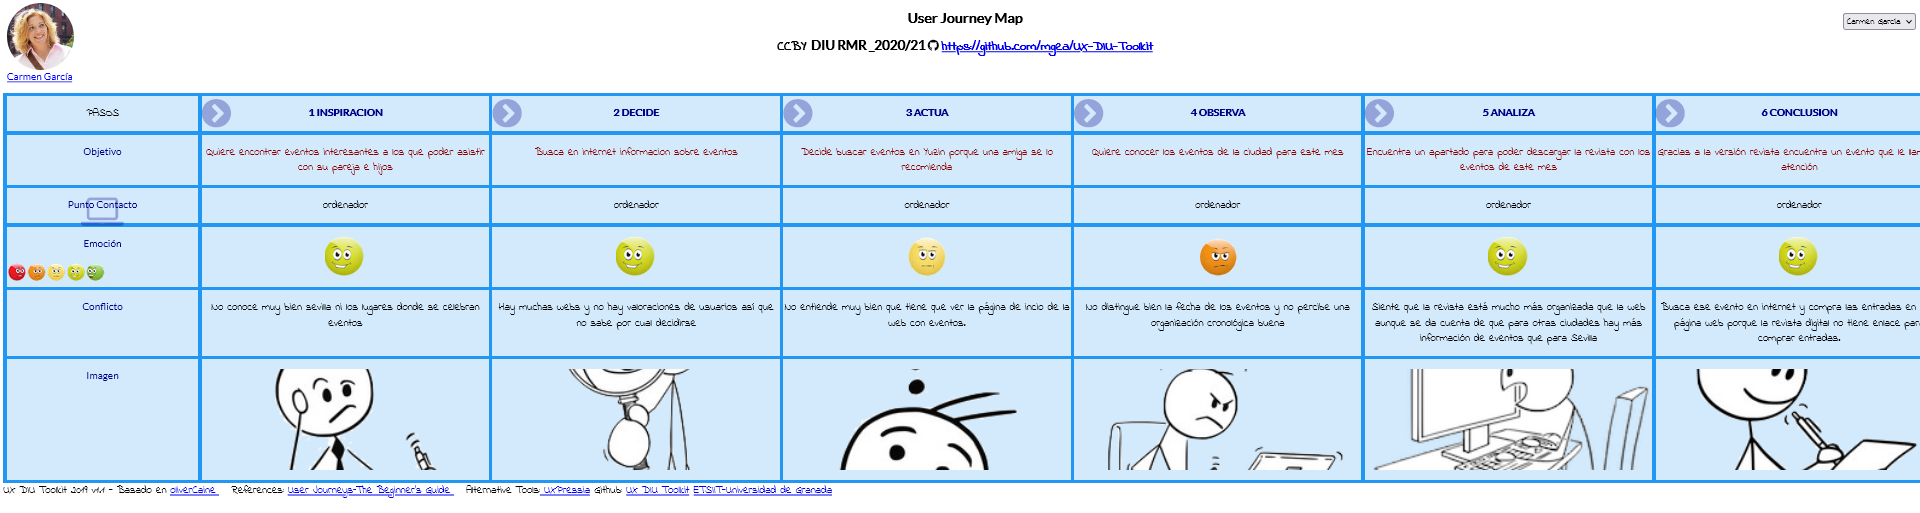 User Journey Map
Carmen García
CCBY DIU RMR_2020/21 https://github.com/mgea/UX-DIU-Toolkit
Carmen García
PASOS
1 INSPIRACION
2 DECIDE
3 ACTUA
4 OBSERVA
5 ANALIZA
6 CONCLUSION
Objetivo
Quiere encontrar eventos interesantes a los que poder asistir
con su pareja e hijos
Busca en internet informacion sobre eventos
Decide buscar eventos en Yuein porque una amiga se lo
recomienda
Quiere conocer los eventos de la ciudad para este mes
Encuentra un apartado para poder descargar la revista con los
eventos de este mes
Gracias a la versión revista encuentra un evento que le
atención
Punto Contacto
ordenador
ordenador
ordenador
ordenador
ordenador
ordenador
Emoción
Conflicto
No conoce muy bien sevilla ni los lugares donde se celebran
eventos
Hay muchas webs y no hay valoraciones de usuarios así que
no sabe por cual decidirse
No entiende muy bien que tiene que ver la página de incio de la
web con eventos.
No distingue bien la fecha de los eventos y no percibe una
organización cronológica buena
Siente que la revista está mucho más organizada que la web
aunque se da cuenta de que para otras ciudades hay más
información de eventos que para Sevilla
Busca ese evento en internet y compra las entradas en
página web porque la revista digital no tiene enlace para
comprar entradas.
Imagen
UX DIU Toolkit 2019 v1.1 - Basado en oliverCaine References: User Journeys-The Beginner's Guide Alternative Tools: UXPressia Github: UX DIU Toolkit ETSIIT-Universidad de Granada